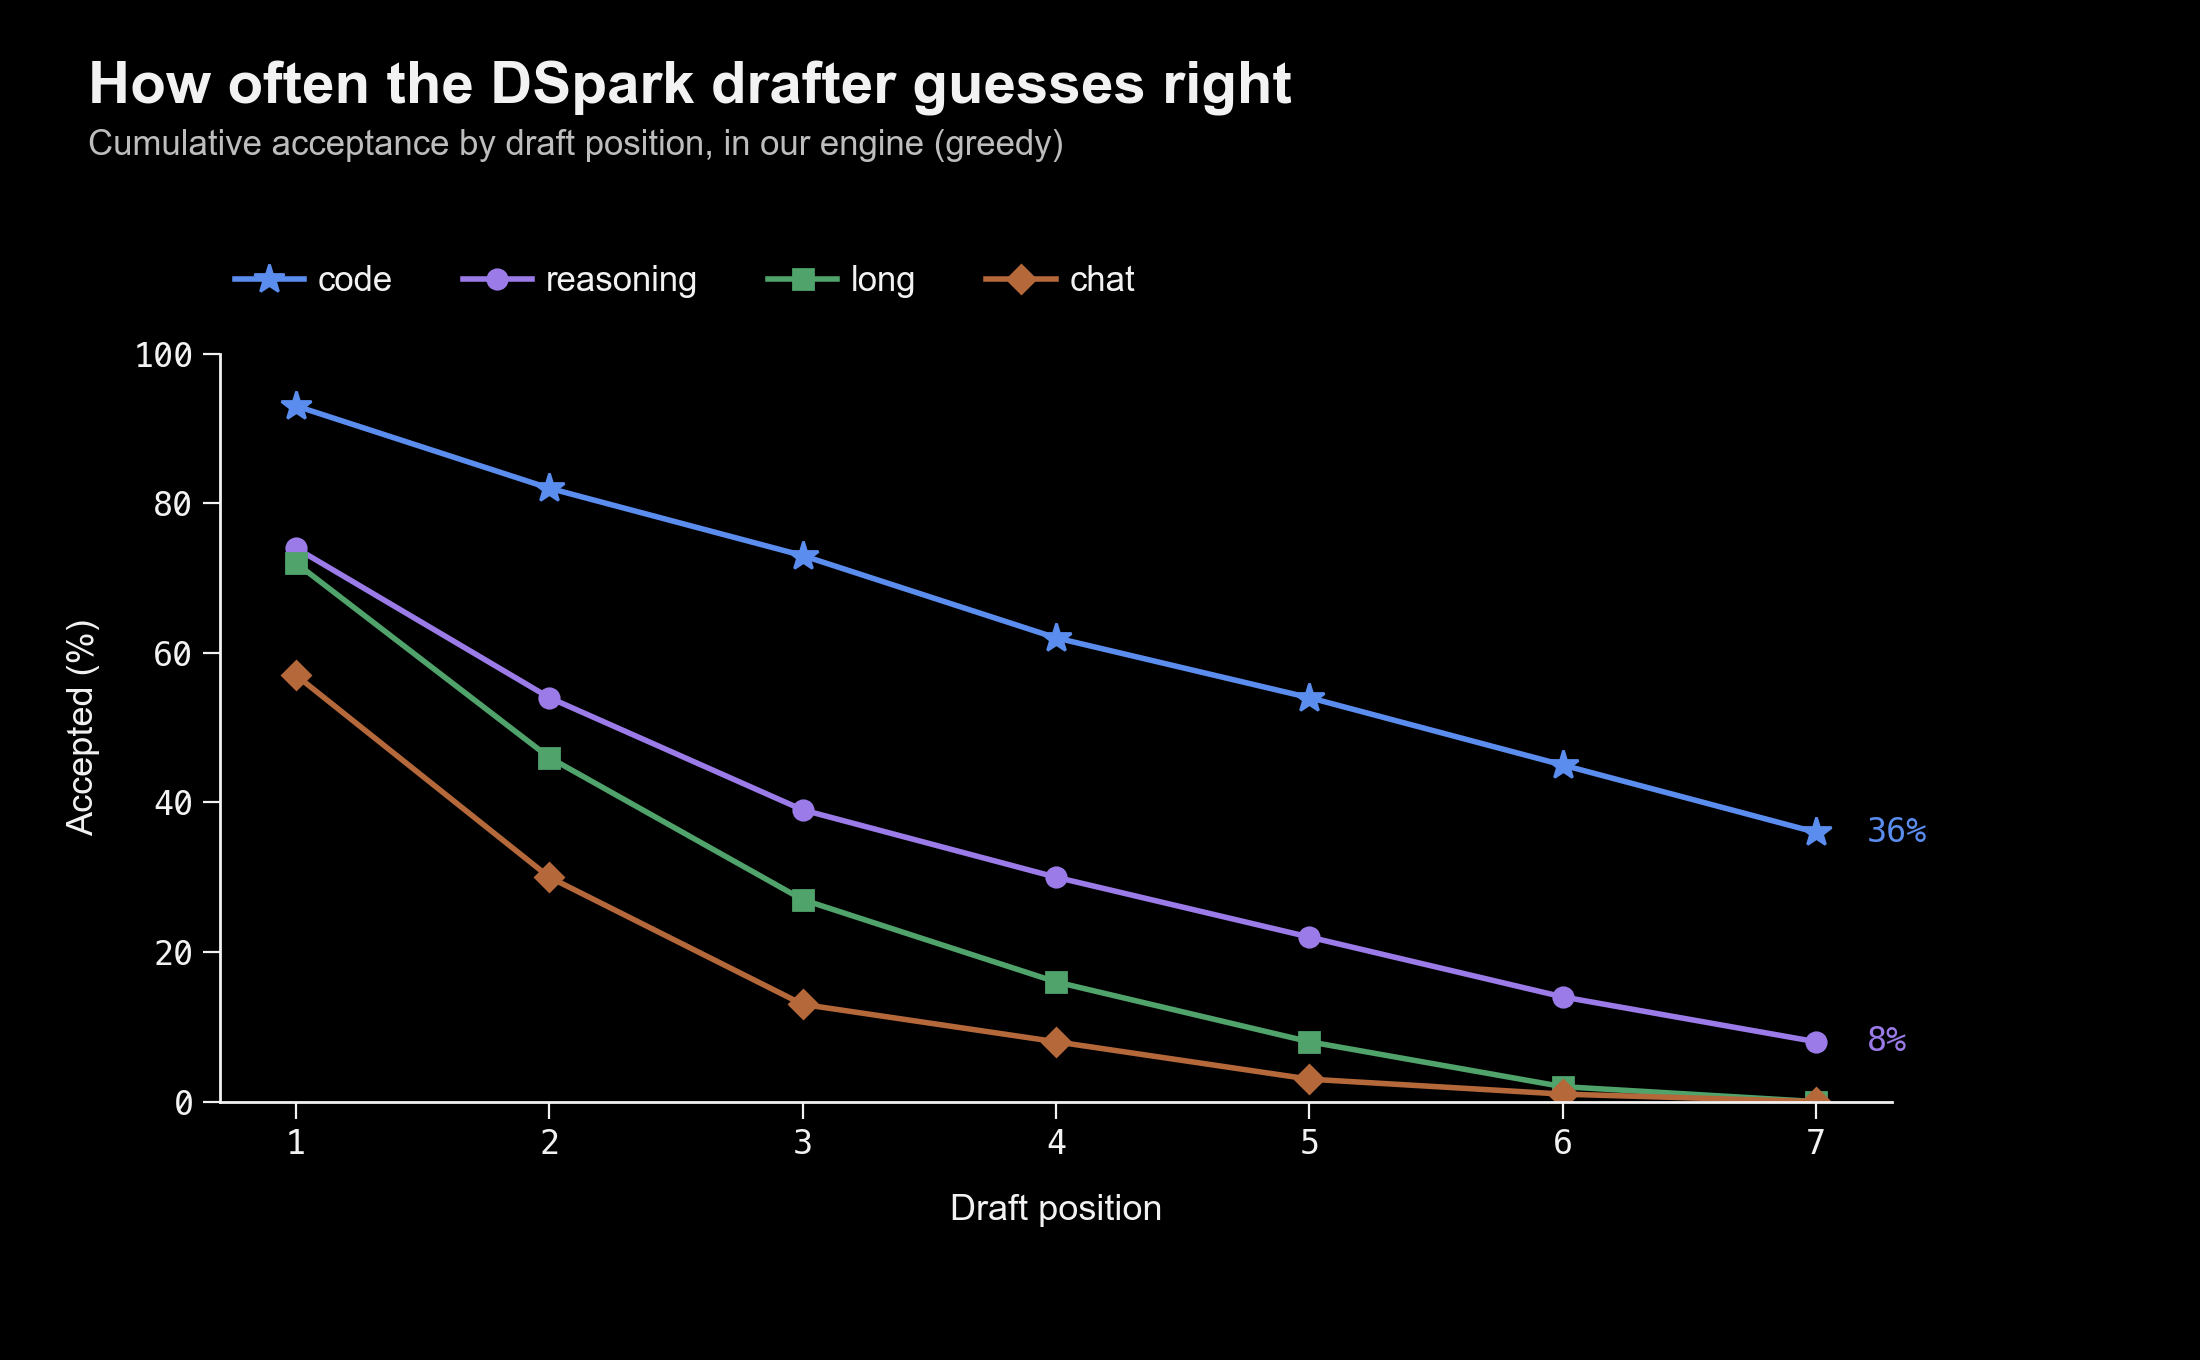 How often the DSpark drafter guesses right
Cumulative acceptance by draft position, in our engine (greedy)
code reasoning long chat
100
80
60
40
20
0
Accepted (%)
36%
8%
1 2 3 4 5 6 7
Draft position